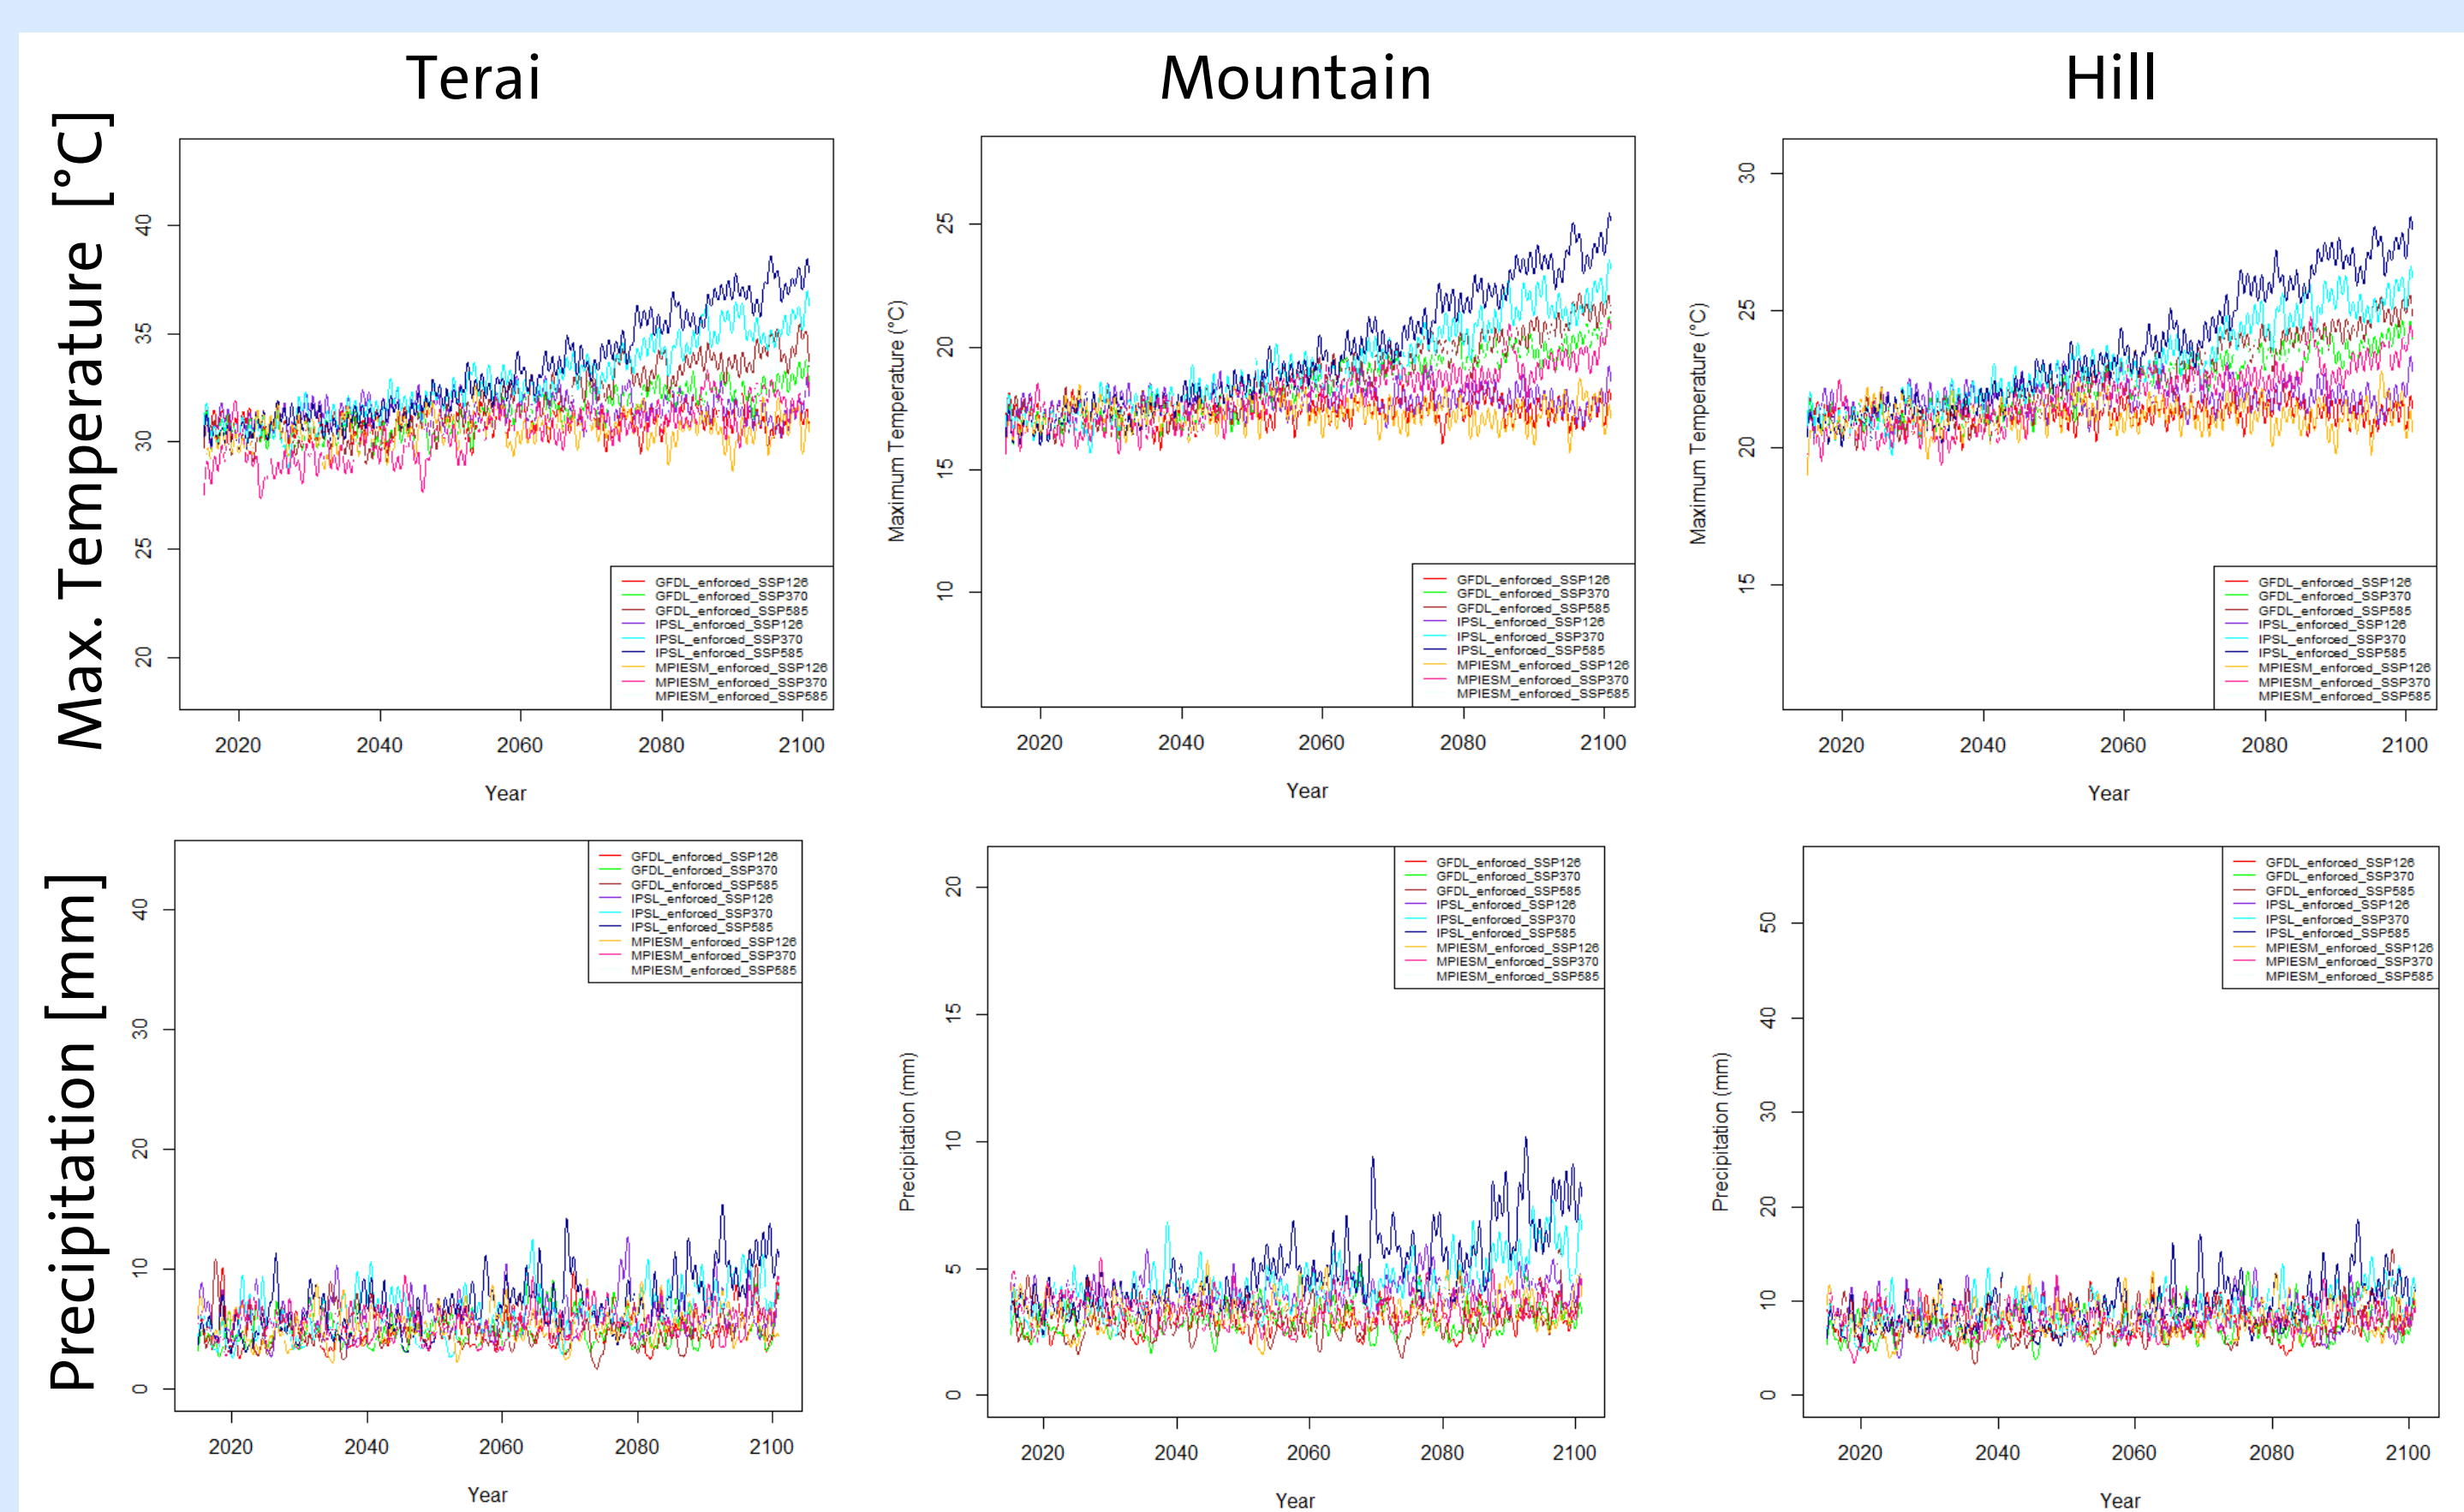 Terai
Mountain
Hill
Max. Temperature [°C]
40
35
30
25
20
GFDL_enforced_SSP126
GFDL_enforced_SSP370
GFDL_enforced_SSP585
IPSL_enforced_SSP126
IPSL_enforced_SSP370
IPSL_enforced_SSP585
MPIESM_enforced_SSP126
MPIESM_enforced_SSP370
MPIESM_enforced_SSP585
2020 2040 2060 2080 2100
Year
Maximum Temperature (°C)
25
20
15
10
GFDL_enforced_SSP126
GFDL_enforced_SSP370
GFDL_enforced_SSP585
IPSL_enforced_SSP126
IPSL_enforced_SSP370
IPSL_enforced_SSP585
MPIESM_enforced_SSP126
MPIESM_enforced_SSP370
MPIESM_enforced_SSP585
2020 2040 2060 2080 2100
Year
Maximum Temperature (°C)
30
25
20
15
GFDL_enforced_SSP126
GFDL_enforced_SSP370
GFDL_enforced_SSP585
IPSL_enforced_SSP126
IPSL_enforced_SSP370
IPSL_enforced_SSP585
MPIESM_enforced_SSP126
MPIESM_enforced_SSP370
MPIESM_enforced_SSP585
2020 2040 2060 2080 2100
Year
Precipitation [mm]
40
30
20
10
0
GFDL_enforced_SSP126
GFDL_enforced_SSP370
GFDL_enforced_SSP585
IPSL_enforced_SSP126
IPSL_enforced_SSP370
IPSL_enforced_SSP585
MPIESM_enforced_SSP126
MPIESM_enforced_SSP370
MPIESM_enforced_SSP585
2020 2040 2060 2080 2100
Year
Precipitation (mm)
20
15
10
5
0
GFDL_enforced_SSP126
GFDL_enforced_SSP370
GFDL_enforced_SSP585
IPSL_enforced_SSP126
IPSL_enforced_SSP370
IPSL_enforced_SSP585
MPIESM_enforced_SSP126
MPIESM_enforced_SSP370
MPIESM_enforced_SSP585
2020 2040 2060 2080 2100
Year
Precipitation (mm)
50
40
30
20
10
0
GFDL_enforced_SSP126
GFDL_enforced_SSP370
GFDL_enforced_SSP585
IPSL_enforced_SSP126
IPSL_enforced_SSP370
IPSL_enforced_SSP585
MPIESM_enforced_SSP126
MPIESM_enforced_SSP370
MPIESM_enforced_SSP585
2020 2040 2060 2080 2100
Year